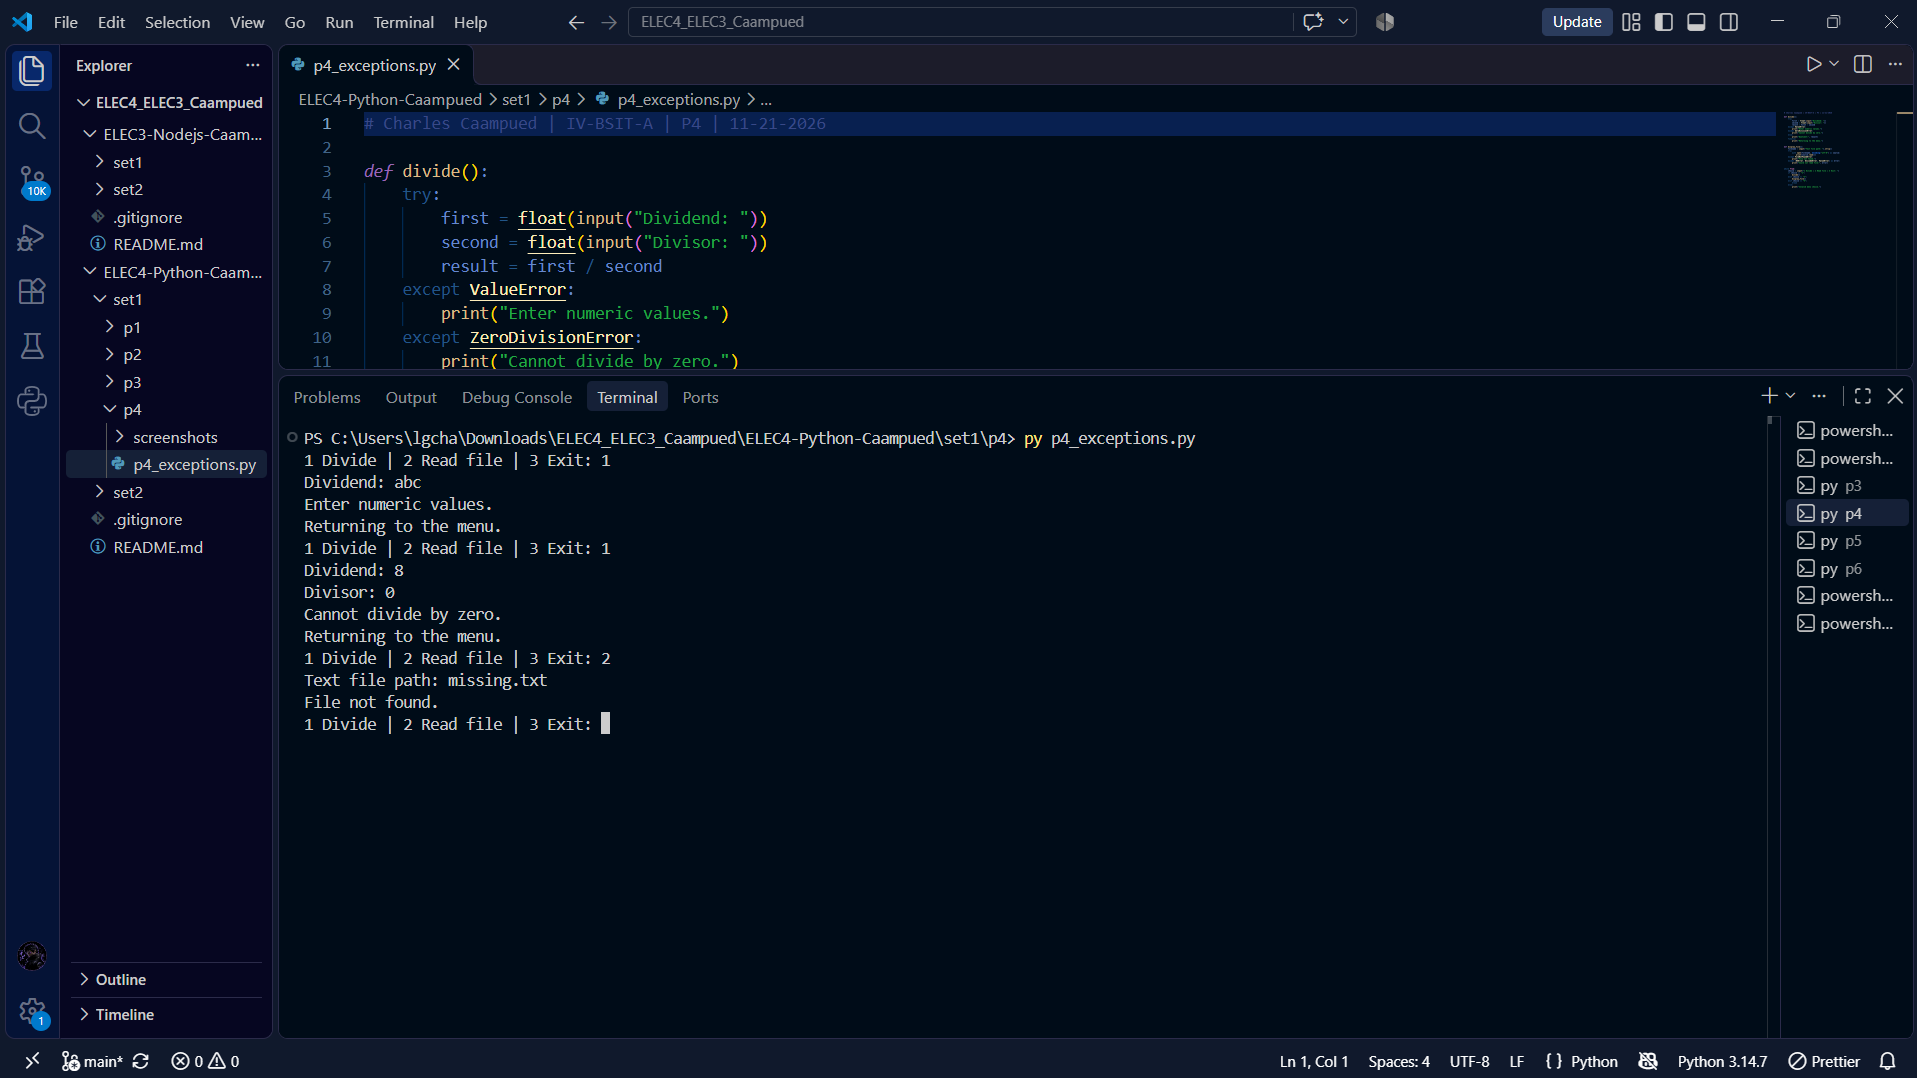 File Edit Selection View Go Run Terminal Help
ELEC4_ELEC3_Caampued
Update
Explorer
ELEC4_ELEC3_Caampued
ELEC3-Nodejs-Caam...
set1
set2
.gitignore
README.md
ELEC4-Python-Caam...
set1
p1
p2
p3
p4
screenshots
p4_exceptions.py
set2
.gitignore
README.md
Outline
Timeline
10K
1
p4_exceptions.py
ELEC4-Python-Caampued > set1 > p4 > p4_exceptions.py > ...
1 # Charles Caampued | IV-BSIT-A | P4 | 11-21-2026
2
3 def divide():
4 try:
5 first = float(input("Dividend: "))
6 second = float(input("Divisor: "))
7 result = first / second
8 except ValueError:
9 print("Enter numeric values.")
10 except ZeroDivisionError:
11 print("Cannot divide by zero.")
Problems Output Debug Console Terminal Ports
PS C:\Users\lgcha\Downloads\ELEC4_ELEC3_Caampued\ELEC4-Python-Caampued\set1\p4> py p4_exceptions.py
1 Divide | 2 Read file | 3 Exit: 1
Dividend: abc
Enter numeric values.
Returning to the menu.
1 Divide | 2 Read file | 3 Exit: 1
Dividend: 8
Divisor: 0
Cannot divide by zero.
Returning to the menu.
1 Divide | 2 Read file | 3 Exit: 2
Text file path: missing.txt
File not found.
1 Divide | 2 Read file | 3 Exit:
powersh...
powersh...
py p3
py p4
py p5
py p6
powersh...
powersh...
main* 0 0
Ln 1, Col 1 Spaces: 4 UTF-8 LF {} Python Python 3.14.7 Prettier